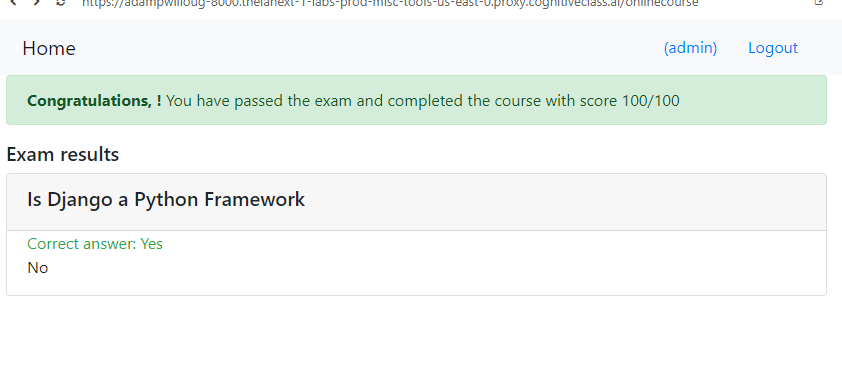 https://adampwilloug-8000.theianext-1-labs-prod-misc-tools-us-east-0.proxy.cognitiveclass.ai/onlinecourse
Home (admin) Logout
Congratulations, ! You have passed the exam and completed the course with score 100/100
Exam results
Is Django a Python Framework
Correct answer: Yes
No